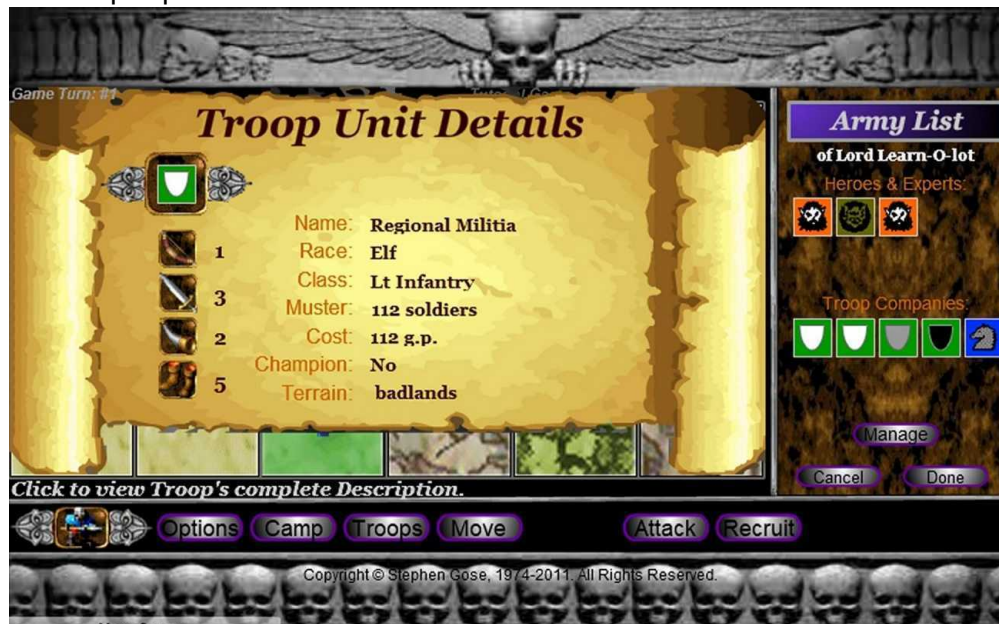 Game Turn: #1
Troop Unit Details
Name: Regional Militia
Race: Elf
Class: Lt Infantry
Muster: 112 soldiers
Cost: 112 g.p.
Champion: No
Terrain: badlands
1
3
2
5
Army List
of Lord Learn-O-lot
Heroes & Experts:
Troop Companies:
Manage
Cancel Done
Click to view Troop's complete Description.
Options Camp Troops Move Attack Recruit
Copyright © Stephen Gose, 1974-2011. All Rights Reserved.